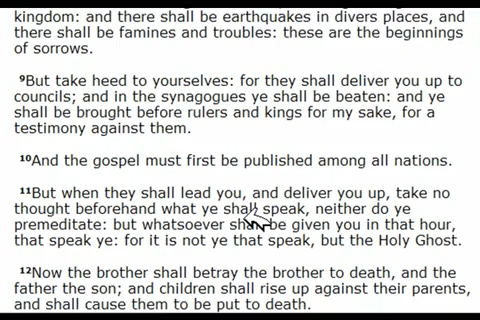 kingdom: and there shall be earthquakes in divers places, and
there shall be famines and troubles: these are the beginnings
of sorrows.
9But take heed to yourselves: for they shall deliver you up to
councils; and in the synagogues ye shall be beaten: and ye
shall be brought before rulers and kings for my sake, for a
testimony against them.
10And the gospel must first be published among all nations.
11But when they shall lead you, and deliver you up, take no
thought beforehand what ye shall speak, neither do ye
premeditate: but whatsoever shall be given you in that hour,
that speak ye: for it is not ye that speak, but the Holy Ghost.
12Now the brother shall betray the brother to death, and the
father the son; and children shall rise up against their parents,
and shall cause them to be put to death.